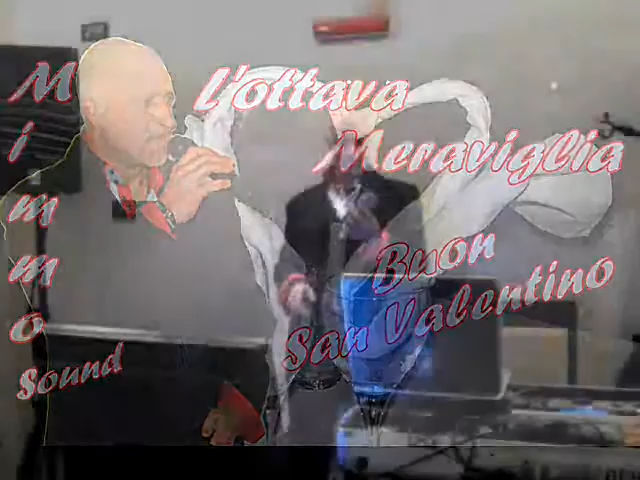 Mimmo
Sound
L'ottava
Meraviglia
Buon
San Valentino